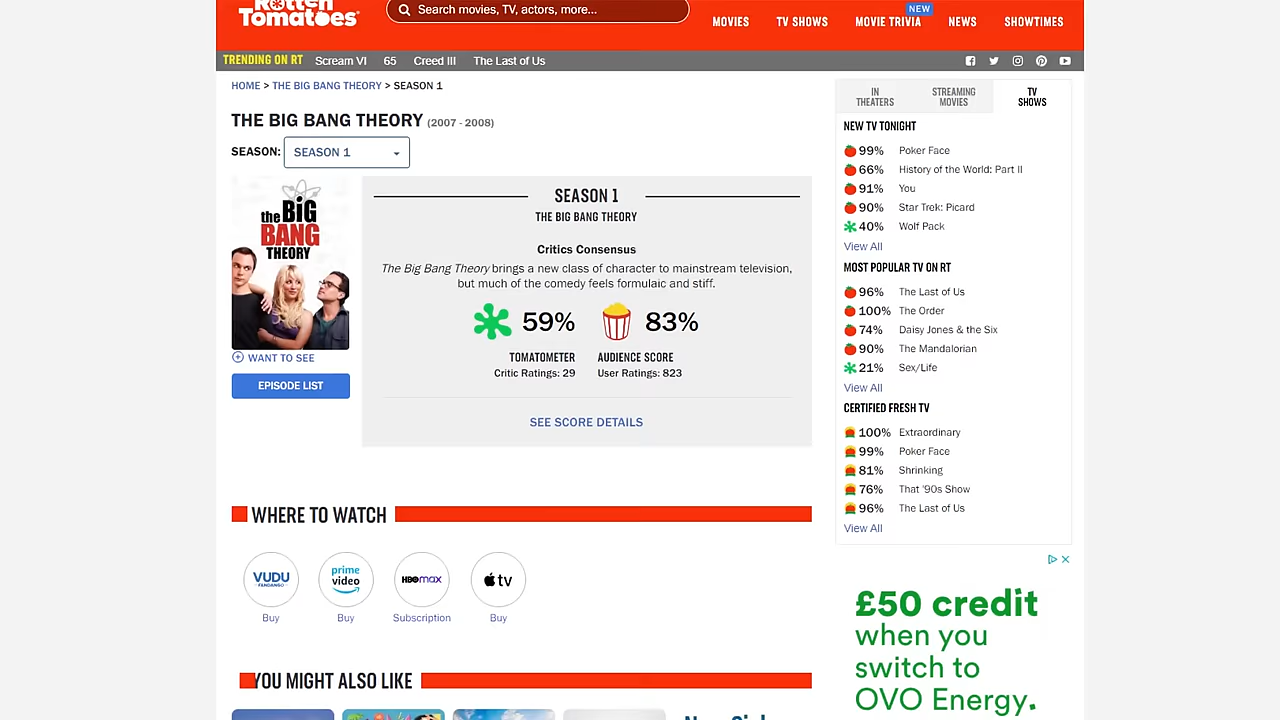 Rotten
Tomatoes
Search movies, TV, actors, more...
MOVIES
TV SHOWS
MOVIE TRIVIA
NEW
NEWS
SHOWTIMES
TRENDING ON RT
Scream VI
65
Creed III
The Last of Us
HOME > THE BIG BANG THEORY > SEASON 1
THE BIG BANG THEORY (2007 - 2008)
SEASON: SEASON 1
the BIG
BANG
THEORY
WANT TO SEE
EPISODE LIST
SEASON 1
THE BIG BANG THEORY
Critics Consensus
The Big Bang Theory brings a new class of character to mainstream television,
but much of the comedy feels formulaic and stiff.
59%
83%
TOMATOMETER
AUDIENCE SCORE
Critic Ratings: 29
User Ratings: 823
SEE SCORE DETAILS
WHERE TO WATCH
VUDU
FANDANGO
prime
video
HBOmax
tv
Buy
Buy
Subscription
Buy
YOU MIGHT ALSO LIKE
IN
THEATERS
STREAMING
MOVIES
TV
SHOWS
NEW TV TONIGHT
99% Poker Face
66% History of the World: Part II
91% You
90% Star Trek: Picard
40% Wolf Pack
View All
MOST POPULAR TV ON RT
96% The Last of Us
100% The Order
74% Daisy Jones & the Six
90% The Mandalorian
21% Sex/Life
View All
CERTIFIED FRESH TV
100% Extraordinary
99% Poker Face
81% Shrinking
76% That '90s Show
96% The Last of Us
View All
£50 credit
when you
switch to
OVO Energy.